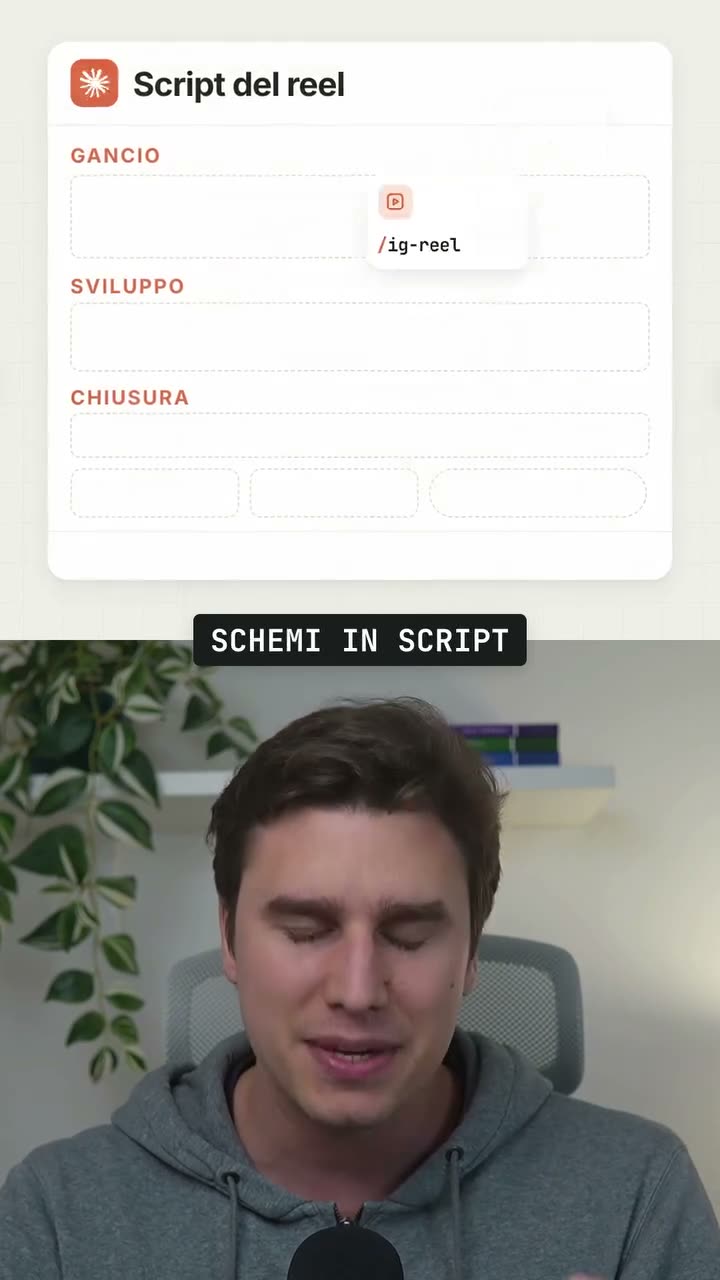 Script del reel
GANCIO
/ig-reel
SVILUPPO
CHIUSURA
SCHEMI IN SCRIPT